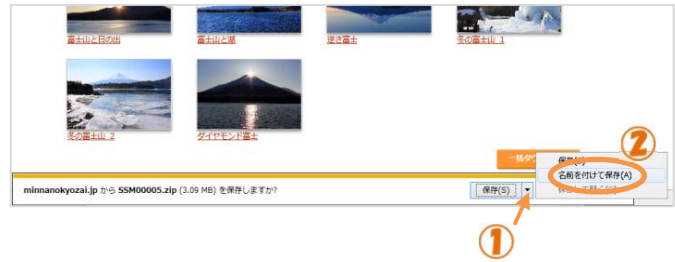 富士山と日の出
富士山と湖
逆さ富士
冬の富士山_1
冬の富士山_2
ダイヤモンド富士
②
名前を付けて保存(A)
minnanokyozai.jp から SSM00005.zip (3.09 MB) を保存しますか?
保存(S)
①